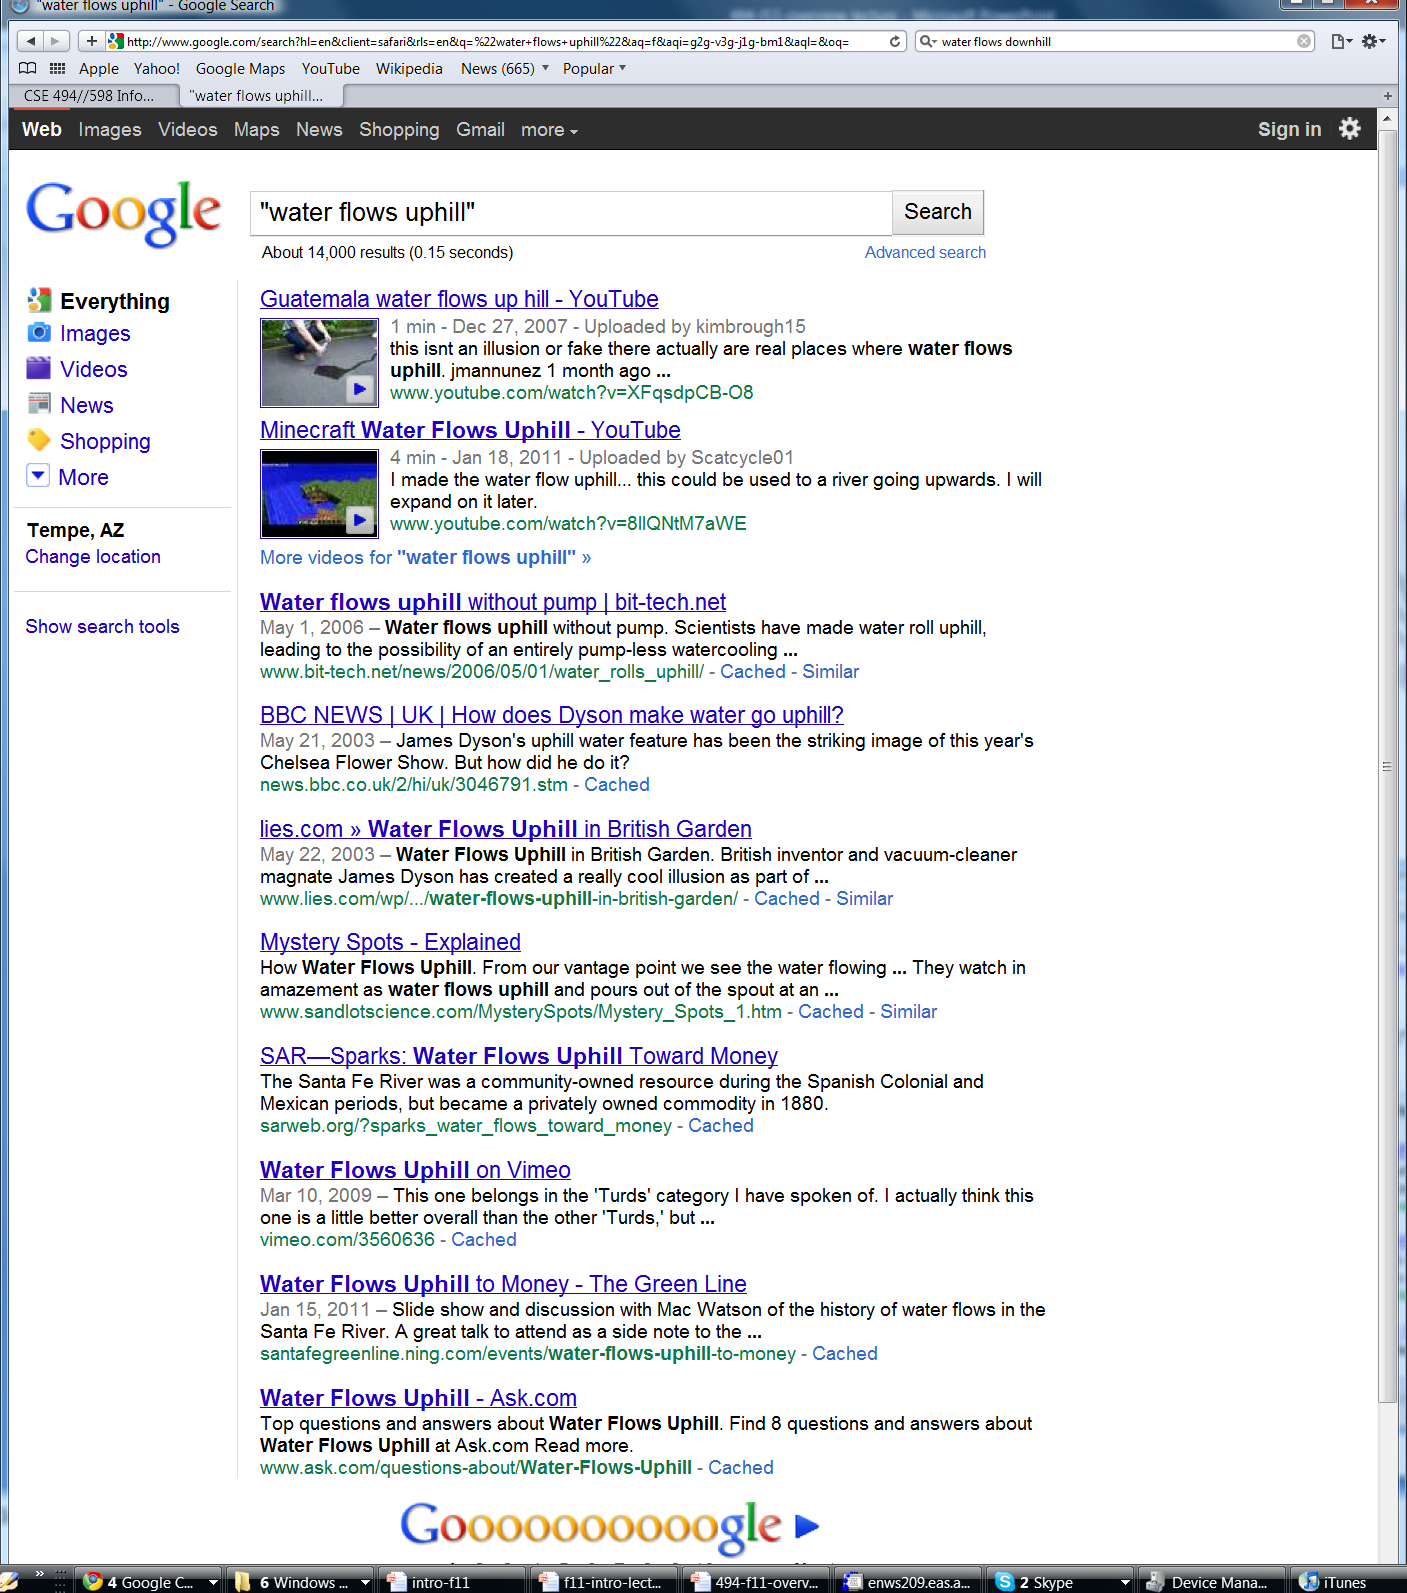 "water flows uphill" - Google Search
http://www.google.com/search?hl=en&client=safari&rls=en&q=%22water+flows+uphill%22&aq=f&aqi=g2g-v3g-j1g-bm1&aql=&oq=
water flows downhill
Apple Yahoo! Google Maps YouTube Wikipedia News (665) Popular
CSE 494//598 Info... "water flows uphill...
Web Images Videos Maps News Shopping Gmail more Sign in
Google
"water flows uphill" Search
About 14,000 results (0.15 seconds) Advanced search
Everything
Images
Videos
News
Shopping
More
Tempe, AZ
Change location
Show search tools
Guatemala water flows up hill - YouTube
1 min - Dec 27, 2007 - Uploaded by kimbrough15
this isnt an illusion or fake there actually are real places where water flows
uphill. jmannunez 1 month ago ...
www.youtube.com/watch?v=XFqsdpCB-O8
Minecraft Water Flows Uphill - YouTube
4 min - Jan 18, 2011 - Uploaded by Scatcycle01
I made the water flow uphill... this could be used to a river going upwards. I will
expand on it later.
www.youtube.com/watch?v=8lIQNtM7aWE
More videos for "water flows uphill" »
Water flows uphill without pump | bit-tech.net
May 1, 2006 – Water flows uphill without pump. Scientists have made water roll uphill,
leading to the possibility of an entirely pump-less watercooling ...
www.bit-tech.net/news/2006/05/01/water_rolls_uphill/ - Cached - Similar
BBC NEWS | UK | How does Dyson make water go uphill?
May 21, 2003 – James Dyson's uphill water feature has been the striking image of this year's
Chelsea Flower Show. But how did he do it?
news.bbc.co.uk/2/hi/uk/3046791.stm - Cached
lies.com » Water Flows Uphill in British Garden
May 22, 2003 – Water Flows Uphill in British Garden. British inventor and vacuum-cleaner
magnate James Dyson has created a really cool illusion as part of ...
www.lies.com/wp/.../water-flows-uphill-in-british-garden/ - Cached - Similar
Mystery Spots - Explained
How Water Flows Uphill. From our vantage point we see the water flowing ... They watch in
amazement as water flows uphill and pours out of the spout at an ...
www.sandlotscience.com/MysterySpots/Mystery_Spots_1.htm - Cached - Similar
SAR—Sparks: Water Flows Uphill Toward Money
The Santa Fe River was a community-owned resource during the Spanish Colonial and
Mexican periods, but became a privately owned commodity in 1880.
sarweb.org/?sparks_water_flows_toward_money - Cached
Water Flows Uphill on Vimeo
Mar 10, 2009 – This one belongs in the 'Turds' category I have spoken of. I actually think this
one is a little better overall than the other 'Turds,' but ...
vimeo.com/3560636 - Cached
Water Flows Uphill to Money - The Green Line
Jan 15, 2011 – Slide show and discussion with Mac Watson of the history of water flows in the
Santa Fe River. A great talk to attend as a side note to the ...
santafegreenline.ning.com/events/water-flows-uphill-to-money - Cached
Water Flows Uphill - Ask.com
Top questions and answers about Water Flows Uphill. Find 8 questions and answers about
Water Flows Uphill at Ask.com Read more.
www.ask.com/questions-about/Water-Flows-Uphill - Cached
Gooooooooooogle
4 Google C... 6 Windows ... intro-f11 f11-intro-lect... 494-f11-overv... enws209.eas.a... 2 Skype Device Mana... iTunes